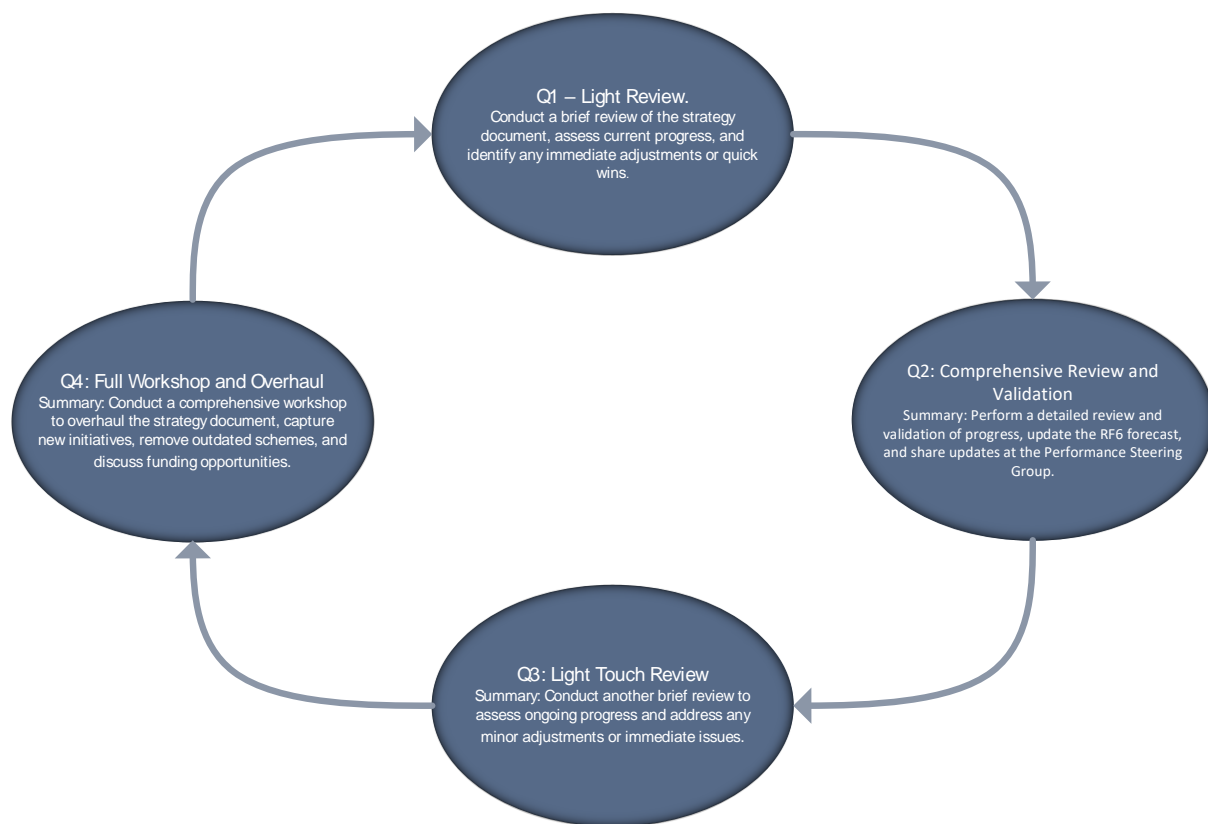 Q1 – Light Review.
Conduct a brief review of the strategy
document, assess current progress, and
identify any immediate adjustments or quick
wins.
Q2: Comprehensive Review and
Validation
Summary: Perform a detailed review and
validation of progress, update the RF6 forecast,
and share updates at the Performance Steering
Group.
Q3: Light Touch Review
Summary: Conduct another brief review to
assess ongoing progress and address any
minor adjustments or immediate issues.
Q4: Full Workshop and Overhaul
Summary: Conduct a comprehensive workshop
to overhaul the strategy document, capture
new initiatives, remove outdated schemes, and
discuss funding opportunities.